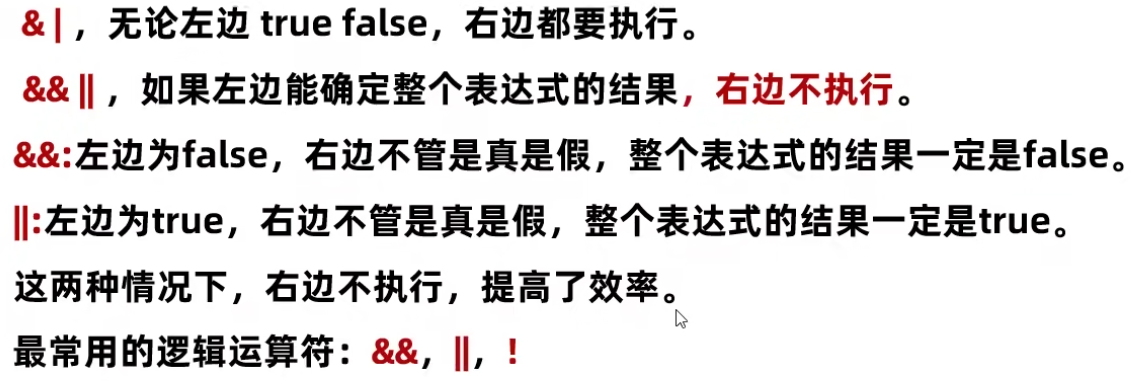 & | ，无论左边 true false，右边都要执行。
&& || ，如果左边能确定整个表达式的结果，右边不执行。
&&:左边为false，右边不管是真是假，整个表达式的结果一定是false。
||:左边为true，右边不管是真是假，整个表达式的结果一定是true。
这两种情况下，右边不执行，提高了效率。
最常用的逻辑运算符：&&，||，！